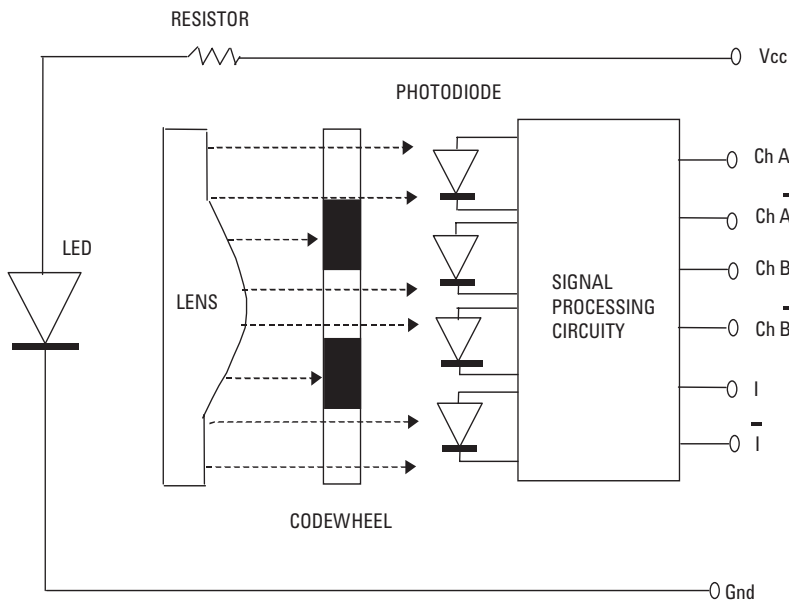 RESISTOR
Vcc
PHOTODIODE
Ch A
Ch A̅
LED
LENS
SIGNAL
PROCESSING
CIRCUITY
Ch B
Ch B̅
I
I̅
CODEWHEEL
Gnd